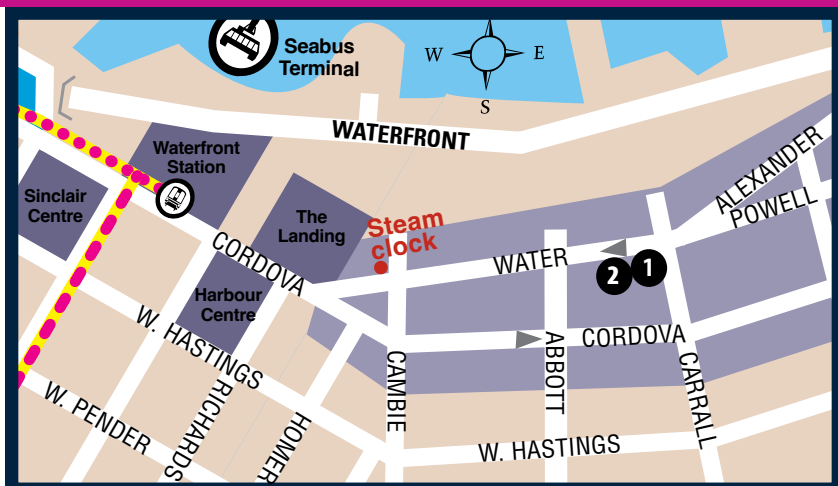 Seabus
Terminal
W
E
S
WATERFRONT
Waterfront
Station
ALEXANDER
POWELL
Sinclair
Centre
The
Landing
Steam
clock
CORDOVA
WATER
2
1
Harbour
Centre
W. HASTINGS
CORDOVA
CAMBIE
ABBOTT
CARRALL
RICHARDS
HOMER
W. PENDER
W. HASTINGS